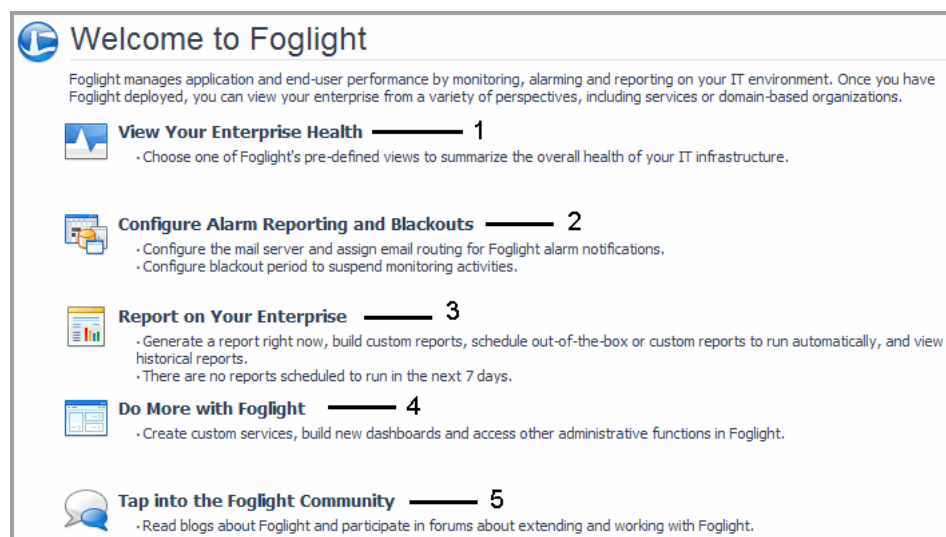 Welcome to Foglight
Foglight manages application and end-user performance by monitoring, alarming and reporting on your IT environment. Once you have
Foglight deployed, you can view your enterprise from a variety of perspectives, including services or domain-based organizations.
View Your Enterprise Health 1
· Choose one of Foglight's pre-defined views to summarize the overall health of your IT infrastructure.
Configure Alarm Reporting and Blackouts 2
· Configure the mail server and assign email routing for Foglight alarm notifications.
· Configure blackout period to suspend monitoring activities.
Report on Your Enterprise 3
· Generate a report right now, build custom reports, schedule out-of-the-box or custom reports to run automatically, and view
historical reports.
· There are no reports scheduled to run in the next 7 days.
Do More with Foglight 4
· Create custom services, build new dashboards and access other administrative functions in Foglight.
Tap into the Foglight Community 5
· Read blogs about Foglight and participate in forums about extending and working with Foglight.